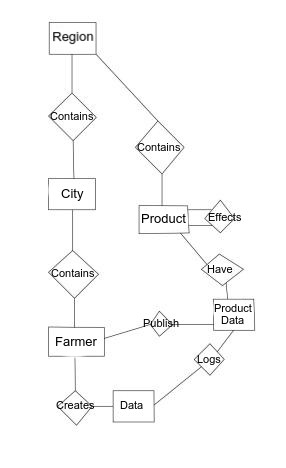 Region
Contains
Contains
City
Product
Effects
Contains
Have
Product
Data
Publish
Farmer
Logs
Creates
Data